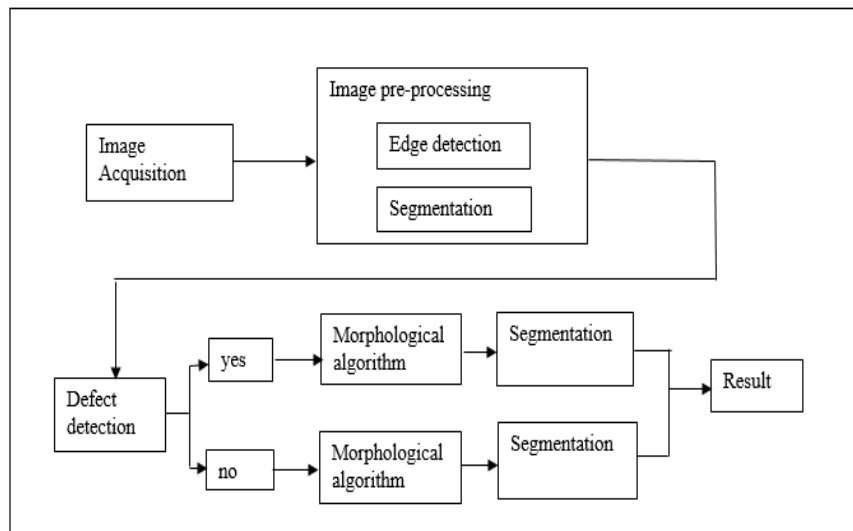 Image pre-processing
Edge detection
Segmentation
Image
Acquisition
Defect
detection
yes
Morphological
algorithm
Segmentation
no
Morphological
algorithm
Segmentation
Result